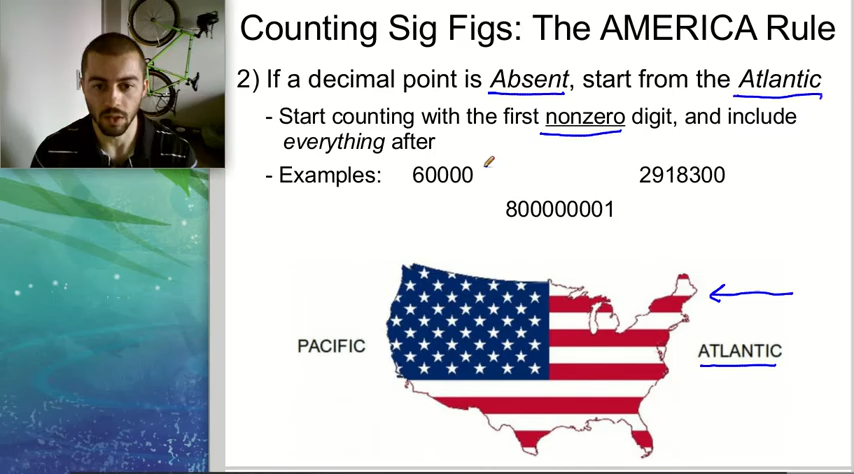 Counting Sig Figs: The AMERICA Rule
2) If a decimal point is Absent, start from the Atlantic
- Start counting with the first nonzero digit, and include
everything after
- Examples: 60000 2918300
800000001
PACIFIC
ATLANTIC